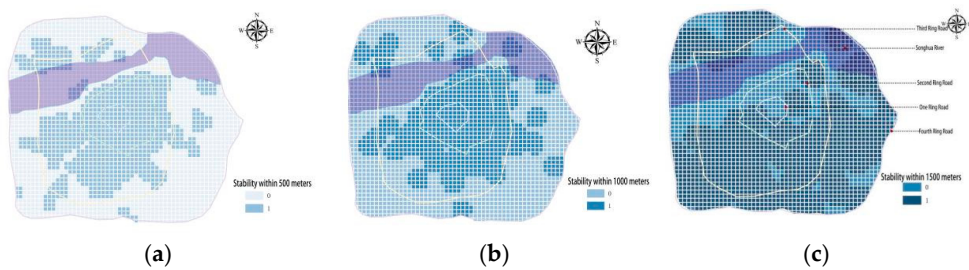 N
W E
S
Stability within 500 meters
0
1
(a)
N
W E
S
Stability within 1000 meters
0
1
(b)
N
W E
S
Third Ring Road
Songhua River
Second Ring Road
One Ring Road
Fourth Ring Road
Stability within 1500 meters
0
1
(c)